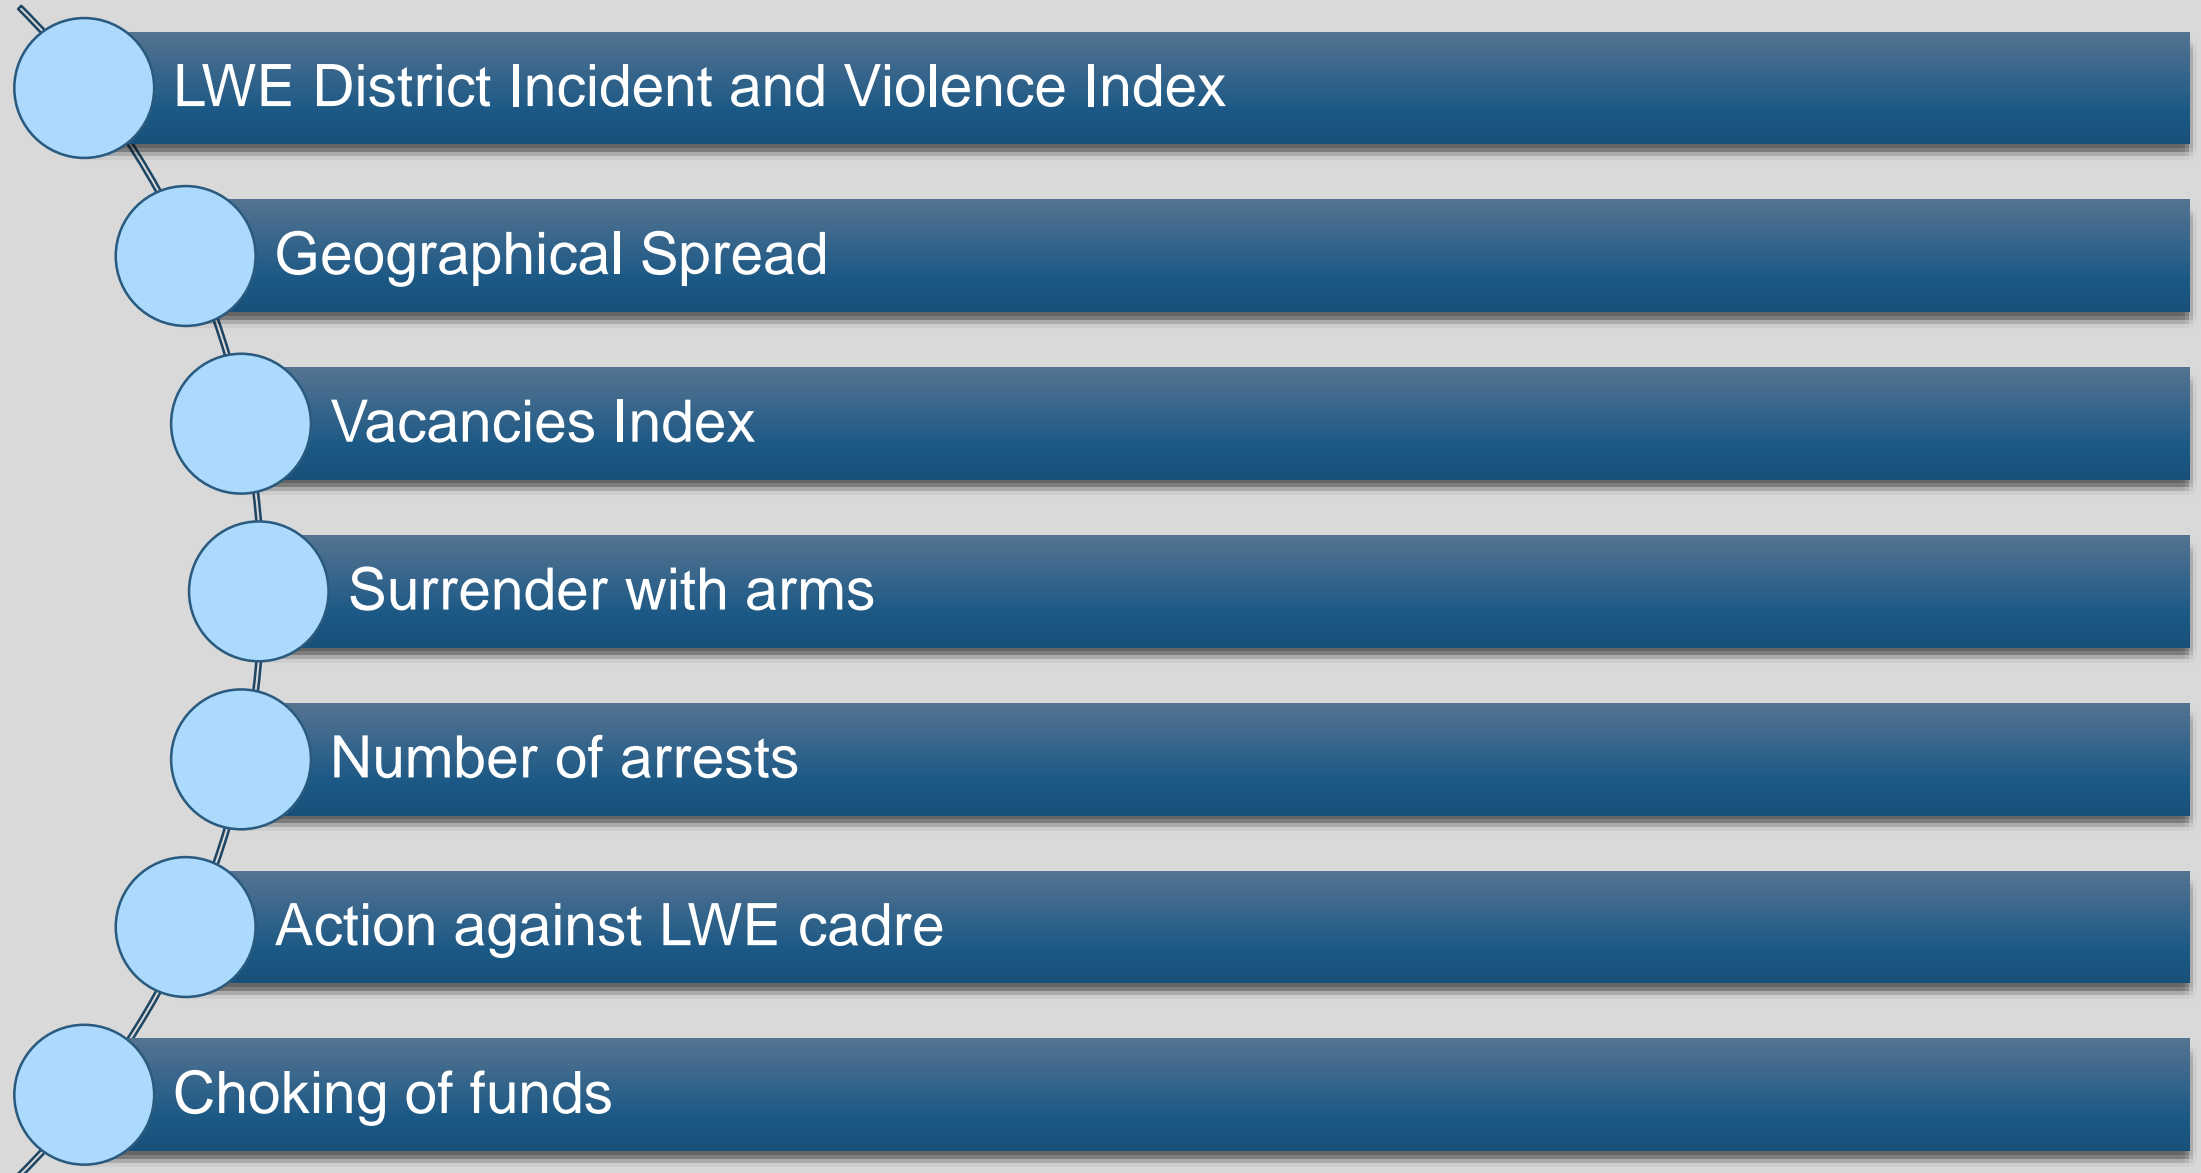 LWE District Incident and Violence Index
Geographical Spread
Vacancies Index
Surrender with arms
Number of arrests
Action against LWE cadre
Choking of funds